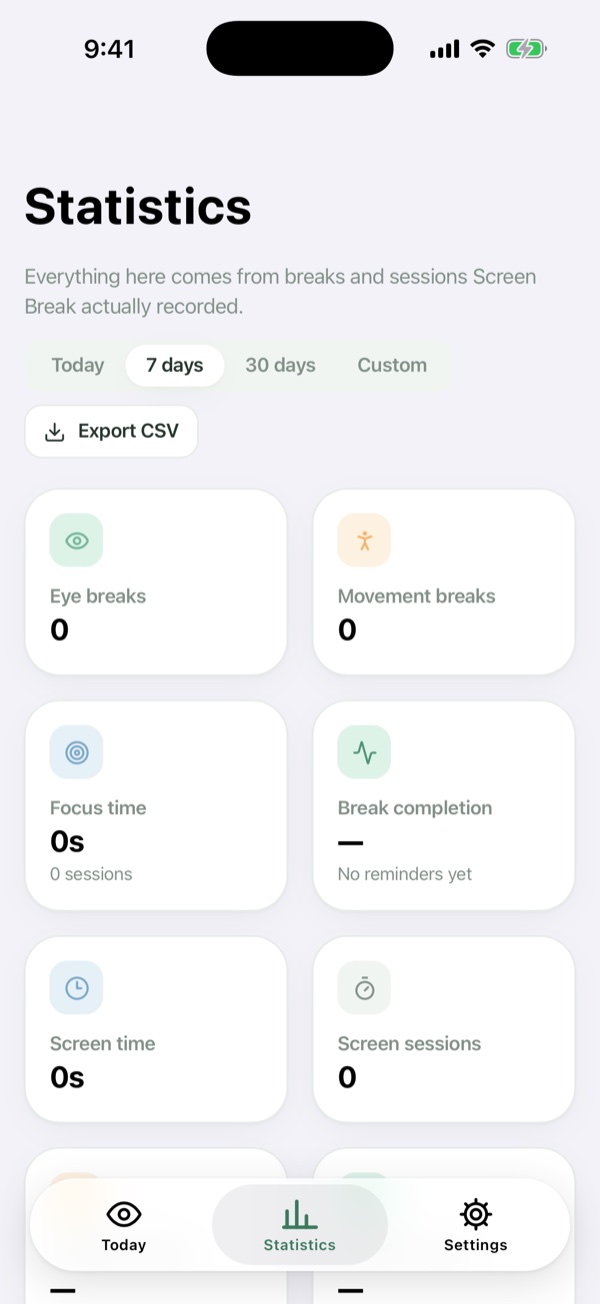 9:41
Statistics
Everything here comes from breaks and sessions Screen
Break actually recorded.
Today 7 days 30 days Custom
Export CSV
Eye breaks
0
Movement breaks
0
Focus time
0s
0 sessions
Break completion
—
No reminders yet
Screen time
0s
Screen sessions
0
—
—
Today
Statistics
Settings